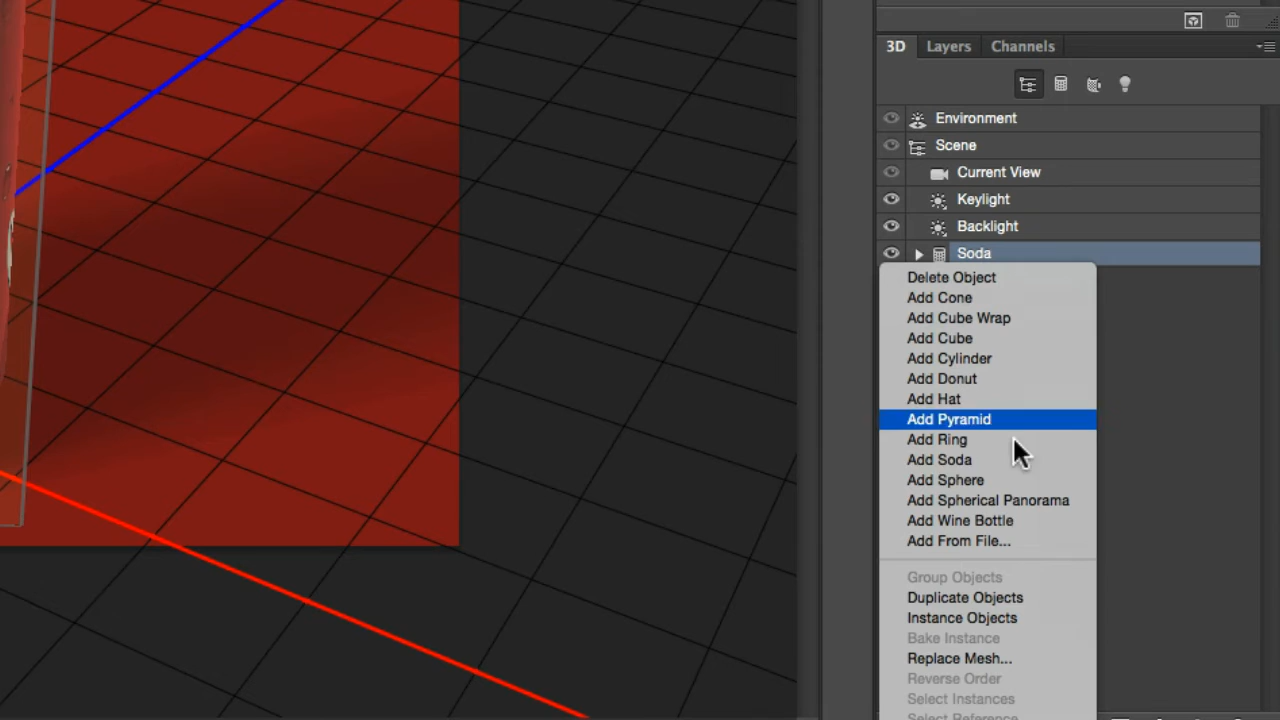 3D Layers Channels
Environment
Scene
Current View
Keylight
Backlight
Soda
Delete Object
Add Cone
Add Cube Wrap
Add Cube
Add Cylinder
Add Donut
Add Hat
Add Pyramid
Add Ring
Add Soda
Add Sphere
Add Spherical Panorama
Add Wine Bottle
Add From File...
Group Objects
Duplicate Objects
Instance Objects
Bake Instance
Replace Mesh...
Reverse Order
Select Instances
Select Reference